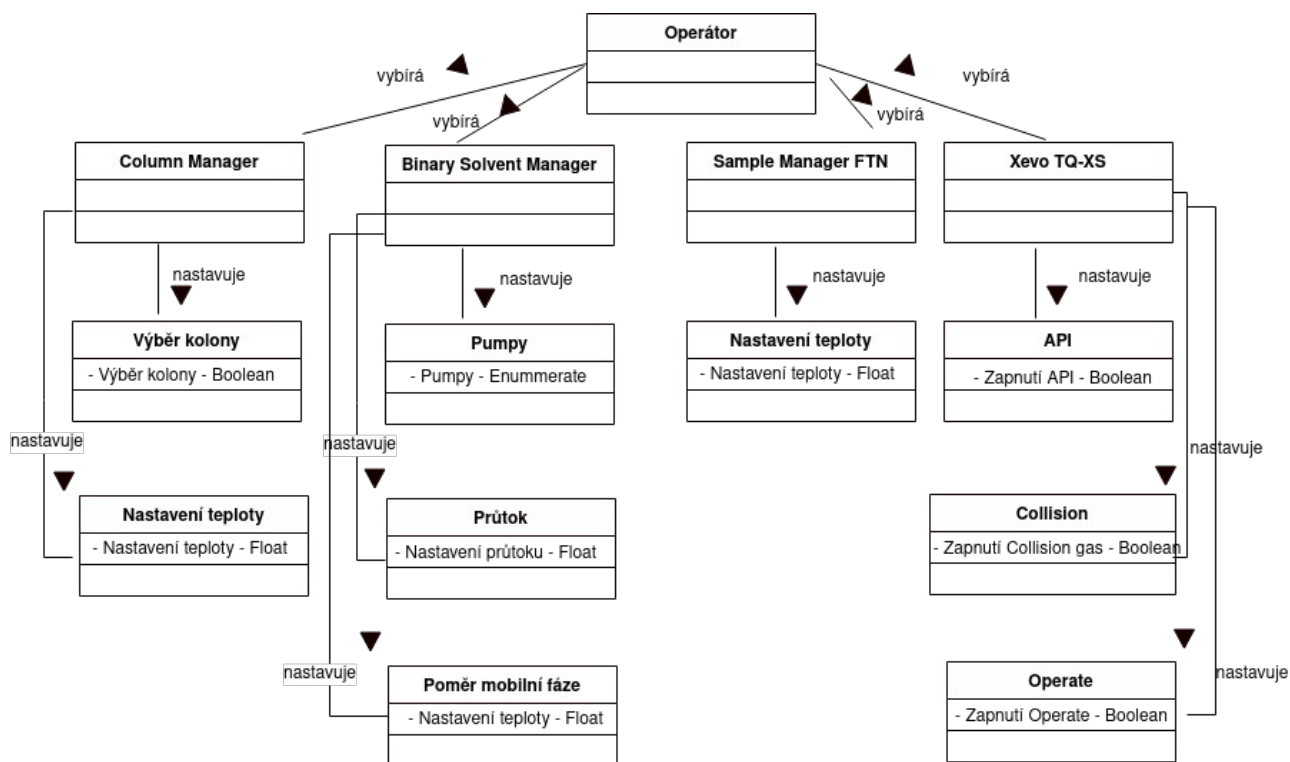 Operátor
vybírá
vybírá
vybírá
vybírá
Column Manager
Binary Solvent Manager
Sample Manager FTN
Xevo TQ-XS
nastavuje
nastavuje
nastavuje
nastavuje
Výběr kolony
- Výběr kolony - Boolean
Pumpy
- Pumpy - Enummerate
Nastavení teploty
- Nastavení teploty - Float
API
- Zapnutí API - Boolean
nastavuje
nastavuje
nastavuje
Nastavení teploty
- Nastavení teploty - Float
Průtok
- Nastavení průtoku - Float
Collision
- Zapnutí Collision gas - Boolean
nastavuje
nastavuje
Poměr mobilní fáze
- Nastavení teploty - Float
Operate
- Zapnutí Operate - Boolean